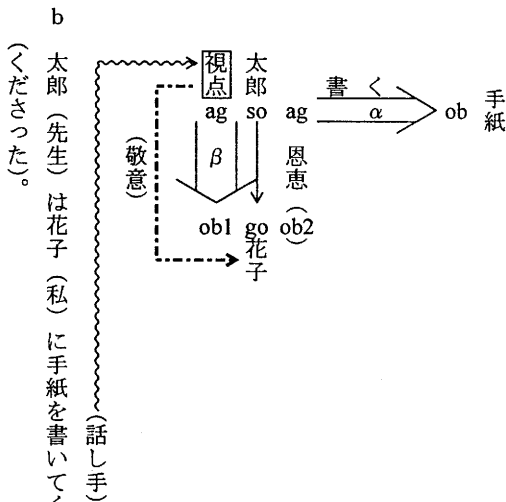 手紙
ob
書く
α
太郎
視点
ag so ag
β
恩恵
(敬意)
ob1 go (ob2)
花子
(話し手)
b 太郎(先生)は花子(私)に手紙を書いてく
(くださった)。